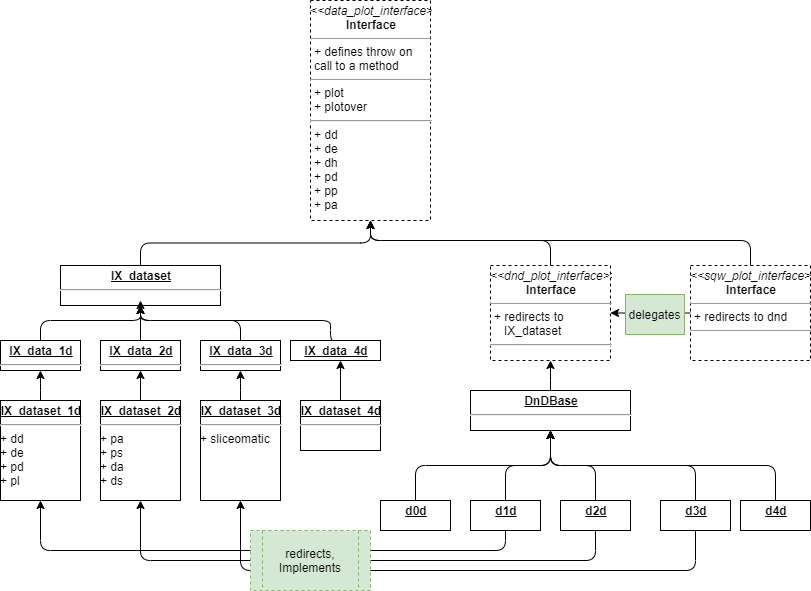 <<data_plot_interface>
Interface
+ defines throw on
call to a method
+ plot
+ plotover
+ dd
+ de
+ dh
+ pd
+ pp
+ pa
IX_dataset
<<dnd_plot_interface>
Interface
+ redirects to
IX_dataset
delegates
<<sqw_plot_interface>
Interface
+ redirects to dnd
IX_data_1d
IX_data_2d
IX_data_3d
IX_data_4d
IX_dataset_1d
+ dd
+ de
+ pd
+ pl
IX_dataset_2d
+ pa
+ ps
+ da
+ ds
IX_dataset_3d
+ sliceomatic
IX_dataset_4d
DnDBase
d0d
d1d
d2d
d3d
d4d
redirects,
Implements